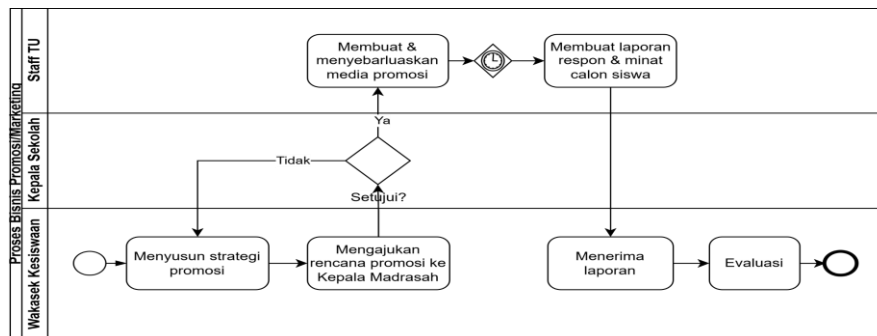 Proses Bisnis Promosi/Marketing
Staff TU
Membuat &
menyebarluaskan
media promosi
Membuat laporan
respon & minat
calon siswa
Kepala Sekolah
Ya
Tidak
Setujui?
Wakasek Kesiswaan
Menyusun strategi
promosi
Mengajukan
rencana promosi ke
Kepala Madrasah
Menerima
laporan
Evaluasi